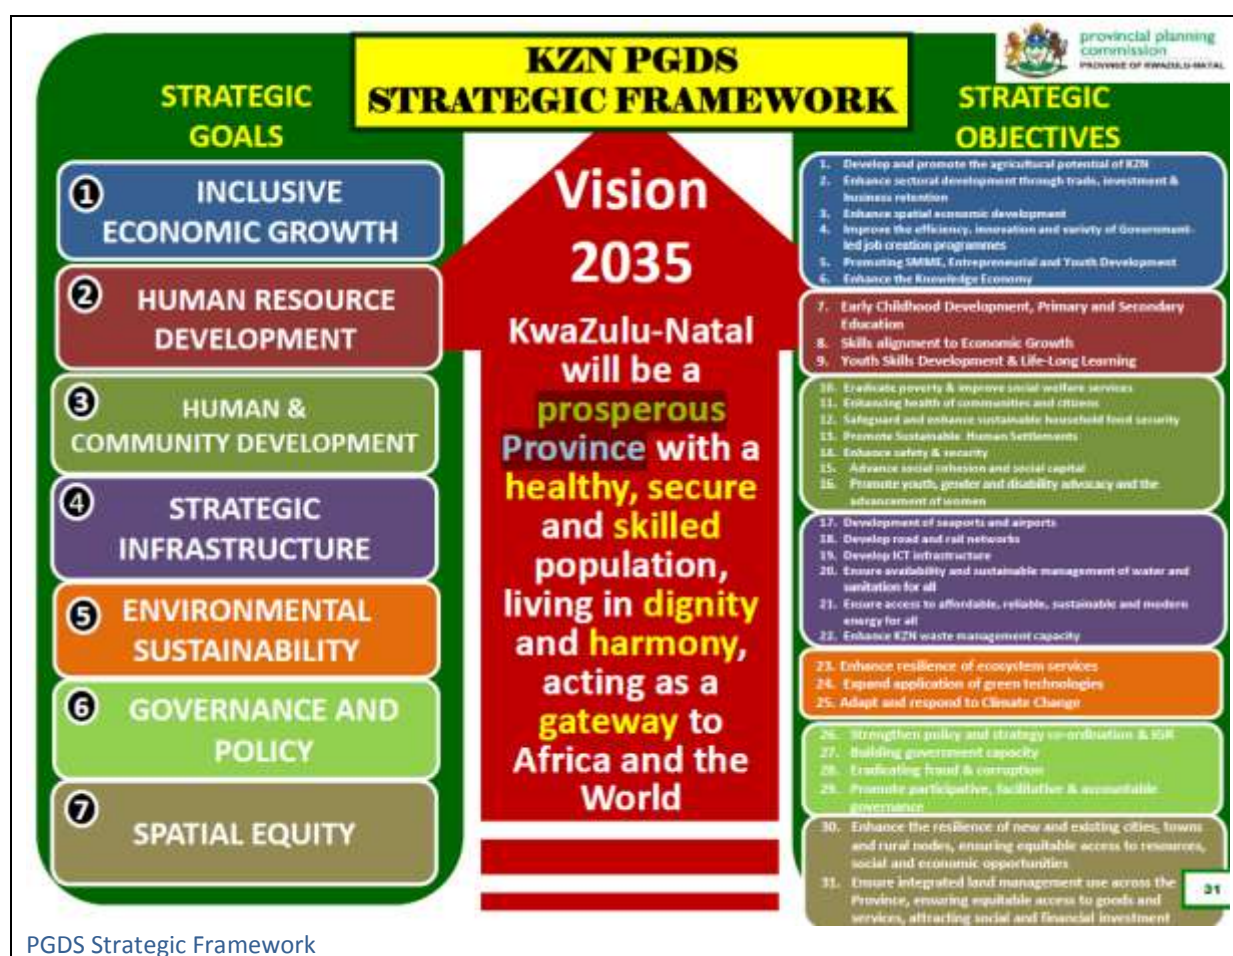 KZN PGDS
STRATEGIC FRAMEWORK
provincial planning
commission
PROVINCE OF KWAZULU-NATAL
STRATEGIC
GOALS
1 INCLUSIVE
ECONOMIC GROWTH
2 HUMAN RESOURCE
DEVELOPMENT
3 HUMAN &
COMMUNITY DEVELOPMENT
4 STRATEGIC
INFRASTRUCTURE
5 ENVIRONMENTAL
SUSTAINABILITY
6 GOVERNANCE AND
POLICY
7 SPATIAL EQUITY
Vision
2035
KwaZulu-Natal
will be a
prosperous
Province with a
healthy, secure
and skilled
population,
living in dignity
and harmony,
acting as a
gateway to
Africa and the
World
STRATEGIC
OBJECTIVES
1. Develop and promote the agricultural potential of KZN
2. Enhance sectoral development through trade, investment &
business retention
3. Enhance spatial economic development
4. Improve the efficiency, innovation and variety of Government-
led job creation programmes
5. Promoting SMME, Entrepreneurial and Youth Development
6. Enhance the Knowledge Economy
7. Early Childhood Development, Primary and Secondary
Education
8. Skills alignment to Economic Growth
9. Youth Skills Development & Life-Long Learning
10. Eradicate poverty & improve social welfare services
11. Enhancing health of communities and citizens
12. Safeguard and enhance sustainable household food security
13. Promote Sustainable Human Settlements
14. Enhance safety & security
15. Advance social cohesion and social capital
16. Promote youth, gender and disability advocacy and the
advancement of women
17. Development of seaports and airports
18. Develop road and rail networks
19. Develop ICT infrastructure
20. Ensure availability and sustainable management of water and
sanitation for all
21. Ensure access to affordable, reliable, sustainable and modern
energy for all
22. Enhance KZN waste management capacity
23. Enhance resilience of ecosystem services
24. Expand application of green technologies
25. Adapt and respond to Climate Change
26. Strengthen policy and strategy co-ordination & IGR
27. Building government capacity
28. Eradicating fraud & corruption
29. Promote participative, facilitative & accountable
governance
30. Enhance the resilience of new and existing cities, towns
and rural nodes, ensuring equitable access to resources,
social and economic opportunities
31. Ensure integrated land management use across the
Province, ensuring equitable access to goods and
services, attracting social and financial investment
31
PGDS Strategic Framework